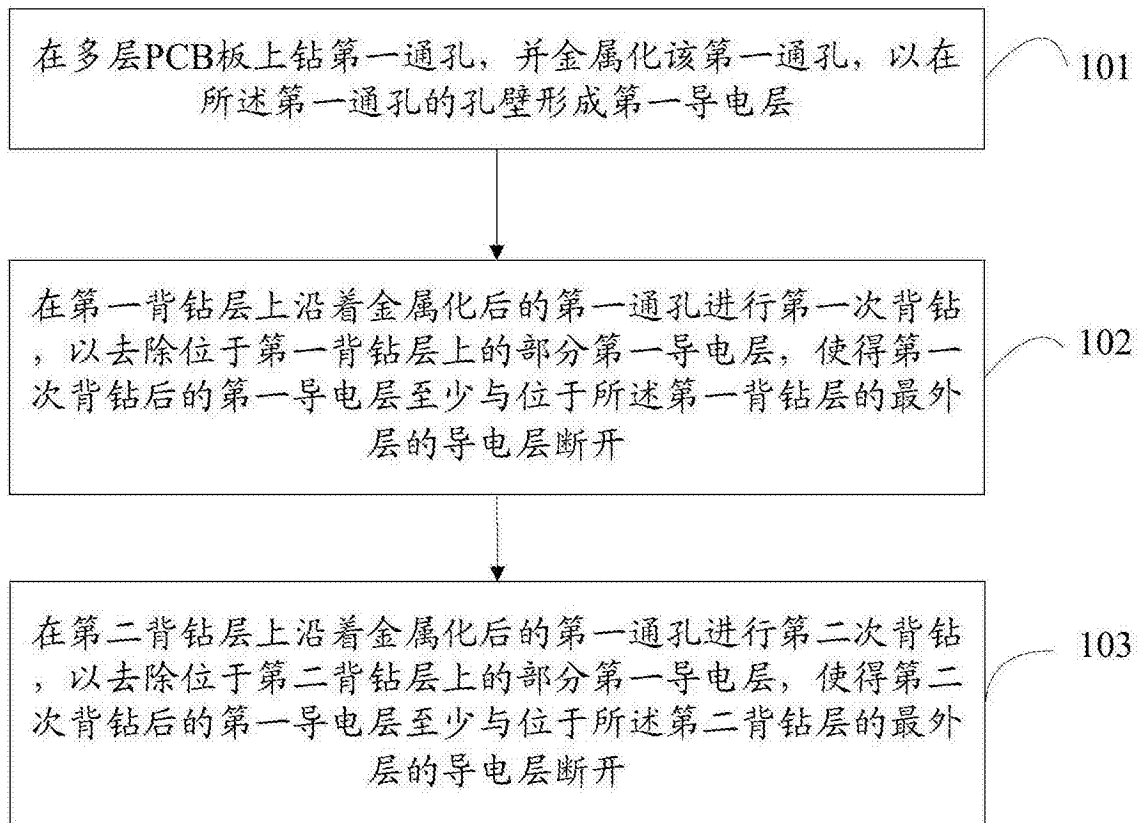 在多层PCB板上钻第一通孔，并金属化该第一通孔，以在
所述第一通孔的孔壁形成第一导电层
101
在第一背钻层上沿着金属化后的第一通孔进行第一次背钻
，以去除位于第一背钻层上的部分第一导电层，使得第一
次背钻后的第一导电层至少与位于所述第一背钻层的最外
层的导电层断开
102
在第二背钻层上沿着金属化后的第一通孔进行第二次背钻
，以去除位于第二背钻层上的部分第一导电层，使得第二
次背钻后的第一导电层至少与位于所述第二背钻层的最外
层的导电层断开
103